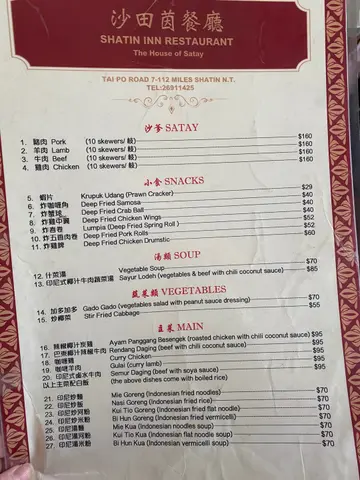 沙田茵餐廳
SHATIN INN RESTAURANT
The House of Satay
TAI PO ROAD 7-112 MILES SHATIN N.T.
TEL:26911425
沙爹 SATAY
1. 豬肉 Pork (10 skewers/ 枝) $160
2. 羊肉 Lamb (10 skewers/ 枝) $160
3. 牛肉 Beef (10 skewers/ 枝) $160
4. 雞肉 Chicken (10 skewers/ 枝) $160
小食 SNACKS
5. 蝦片 Krupuk Udang (Prawn Cracker) $29
6. 炸咖喱角 Deep Fried Samosa $40
7. 炸蟹球 Deep Fried Crab Ball $40
8. 炸雞中翼 Deep Fried Chicken Wings $52
9. 炸春卷 Lumpia (Deep Fried Spring Roll ) $52
10. 炸五香肉卷 Deep Fried Pork Rolls $60
11. 炸雞髀 Deep Fried Chicken Drumstic
湯類 SOUP
12. 什菜湯 Vegetable Soup $70
13. 印尼式椰汁牛肉蔬菜湯 Sayur Lodeh (vegetables & beef with chili coconut sauce) $85
蔬菜類 VEGETABLES
14. 加多加多 Gado Gado (vegetables salad with peanut sauce dressing) $70
15. 炒椰菜 Stir Fried Cabbage $55
主菜 MAIN
16. 辣椒椰汁燒雞 Ayam Panggang Besengek (roasted chicken with chili coconut sauce) $95
17. 巴東椰汁辣椒牛肉 Rendang Daging (beef with chili coconut sauce) $95
18. 咖喱雞 Curry Chicken $95
19. 咖喱羊肉 Gulai (curry lamb) $95
20. 印尼式鹵水牛肉 Semur Daging (beef with soya sauce) $95
以上主菜配白飯 (the above dishes come with boiled rice)
21. 印尼炒麵 Mie Goreng (Indonesian fried noodles) $70
22. 印尼炒飯 Nasi Goreng (Indonesian fried rice) $70
23. 印尼炒河粉 Kui Tio Goreng (Indonesian fried flat noodles) $70
24. 印尼炒米粉 Bi Hun Goreng (Indonesian fried vermicelli) $70
25. 印尼湯麵 Mie Kua (Indonesian noodles soup) $70
26. 印尼湯河粉 Kui Tio Kua (Indonesian flat noodle soup) $70
27. 印尼湯米粉 Bi Hun Kua (Indonesian vermicelli soup) $70